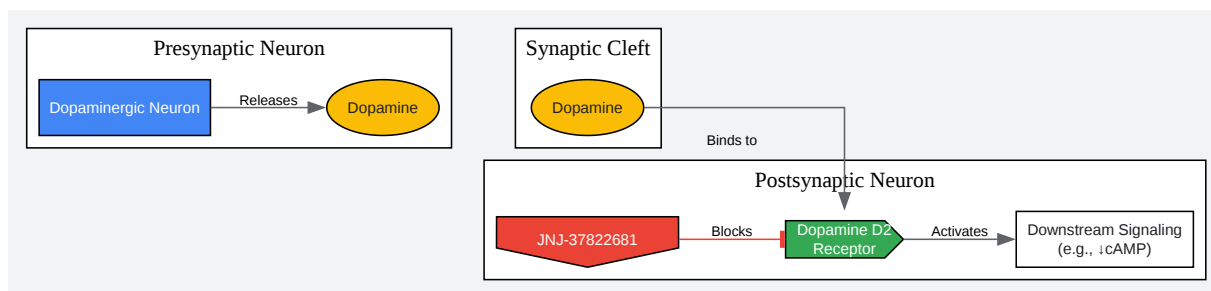 Presynaptic Neuron
Dopaminergic Neuron
Releases
Dopamine
Synaptic Cleft
Dopamine
Binds to
Postsynaptic Neuron
JNJ-37822681
Blocks
Dopamine D2
Receptor
Activates
Downstream Signaling
(e.g., ↓cAMP)